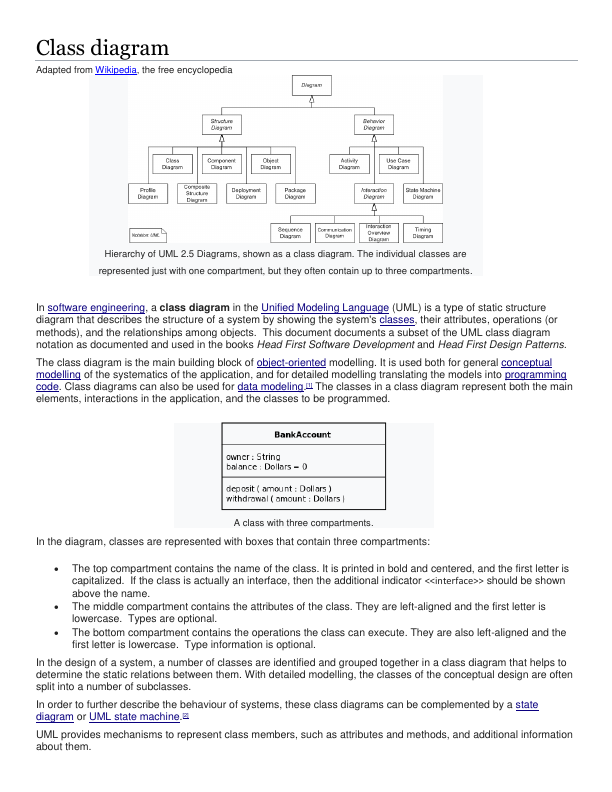 Class diagram
Adapted from Wikipedia, the free encyclopedia
Diagram
Structure
Diagram
Behavior
Diagram
Class
Diagram
Component
Diagram
Object
Diagram
Activity
Diagram
Use Case
Diagram
Profile
Diagram
Composite
Structure
Diagram
Deployment
Diagram
Package
Diagram
Interaction
Diagram
State Machine
Diagram
Sequence
Diagram
Communication
Diagram
Interaction
Overview
Diagram
Timing
Diagram
Notation: UML
Hierarchy of UML 2.5 Diagrams, shown as a class diagram. The individual classes are
represented just with one compartment, but they often contain up to three compartments.
In software engineering, a class diagram in the Unified Modeling Language (UML) is a type of static structure
diagram that describes the structure of a system by showing the system's classes, their attributes, operations (or
methods), and the relationships among objects.  This document documents a subset of the UML class diagram
notation as documented and used in the books Head First Software Development and Head First Design Patterns.
The class diagram is the main building block of object-oriented modelling. It is used both for general conceptual
modelling of the systematics of the application, and for detailed modelling translating the models into programming
code. Class diagrams can also be used for data modeling.[1] The classes in a class diagram represent both the main
elements, interactions in the application, and the classes to be programmed.
BankAccount
owner : String
balance : Dollars = 0
deposit ( amount : Dollars )
withdrawal ( amount : Dollars )
A class with three compartments.
In the diagram, classes are represented with boxes that contain three compartments:
• The top compartment contains the name of the class. It is printed in bold and centered, and the first letter is
capitalized.  If the class is actually an interface, then the additional indicator <<interface>> should be shown
above the name.
• The middle compartment contains the attributes of the class. They are left-aligned and the first letter is
lowercase.  Types are optional.
• The bottom compartment contains the operations the class can execute. They are also left-aligned and the
first letter is lowercase.  Type information is optional.
In the design of a system, a number of classes are identified and grouped together in a class diagram that helps to
determine the static relations between them. With detailed modelling, the classes of the conceptual design are often
split into a number of subclasses.
In order to further describe the behaviour of systems, these class diagrams can be complemented by a state
diagram or UML state machine.[2]
UML provides mechanisms to represent class members, such as attributes and methods, and additional information
about them.